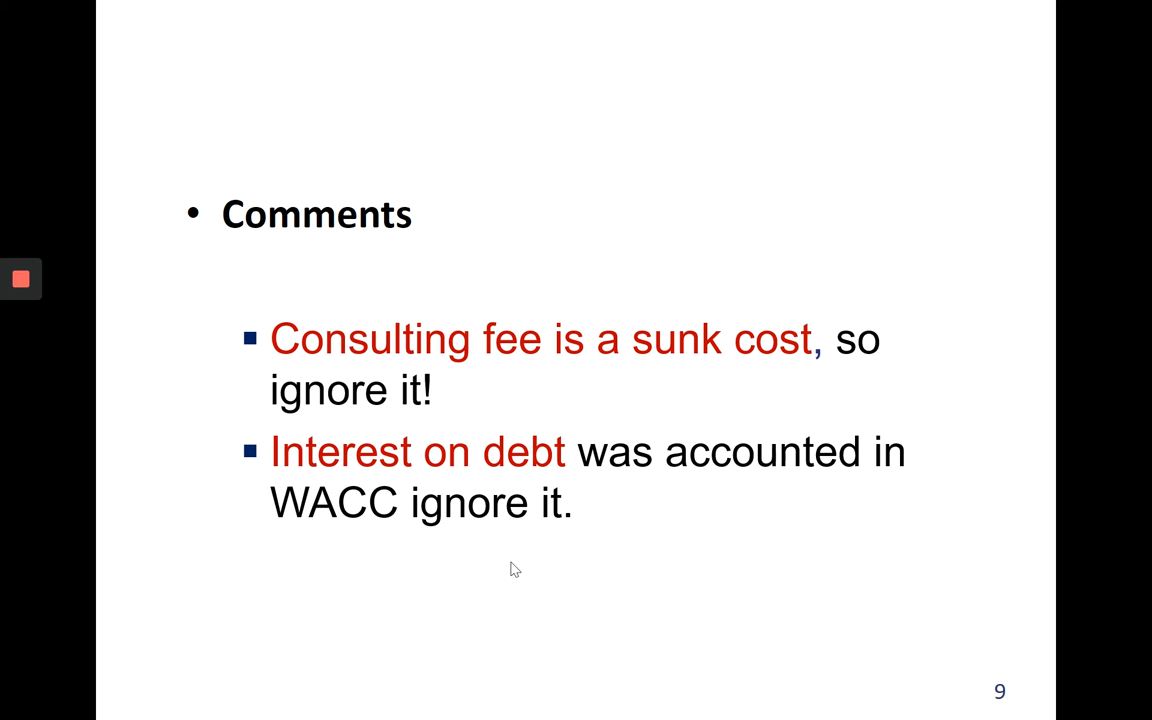 • Comments
▪ Consulting fee is a sunk cost, so
ignore it!
▪ Interest on debt was accounted in
WACC ignore it.
9